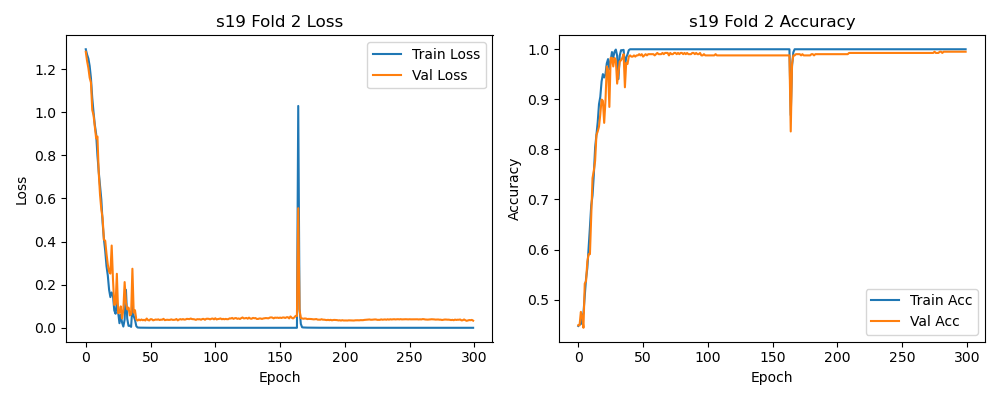 s19 Fold 2 Loss
Train Loss
Val Loss
1.2
1.0
0.8
0.6
0.4
0.2
0.0
Loss
0
50
100
150
200
250
300
Epoch
s19 Fold 2 Accuracy
1.0
0.9
0.8
0.7
0.6
0.5
Accuracy
Train Acc
Val Acc
0
50
100
150
200
250
300
Epoch